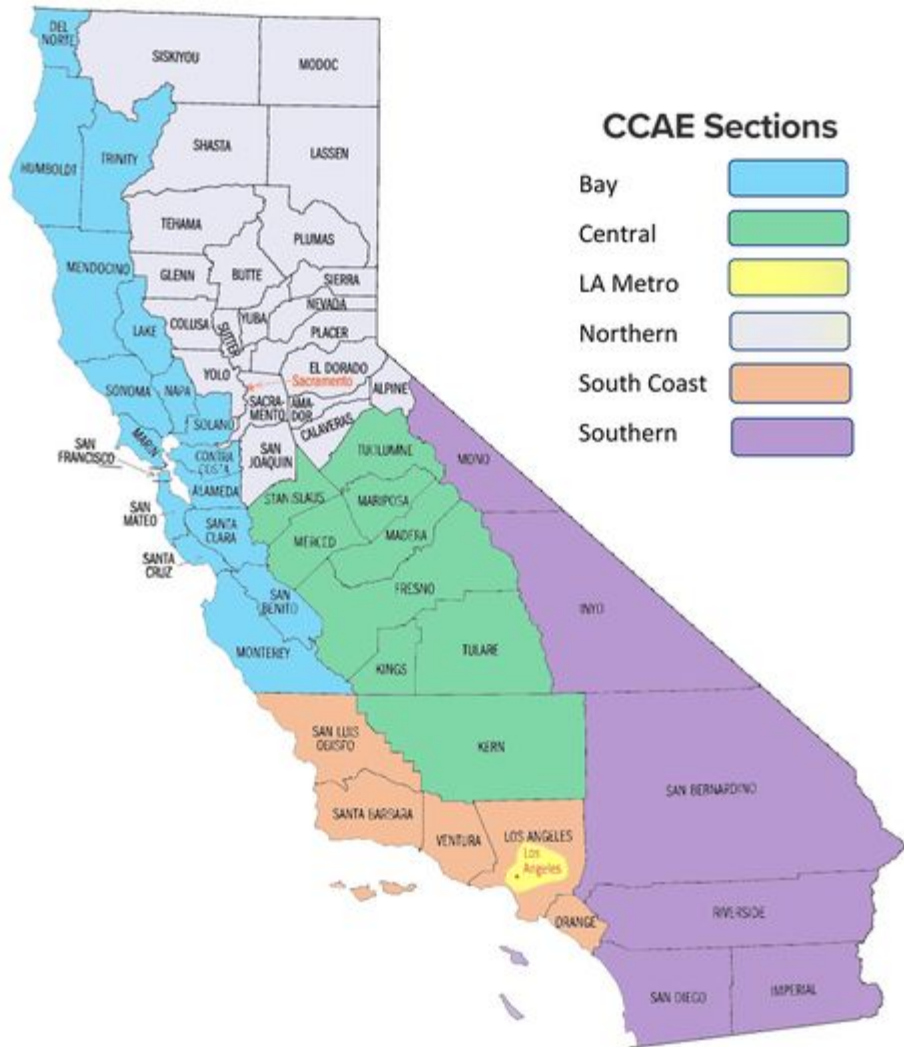 DEL
NORTE
SISKIYOU
MODOC
HUMBOLDT
TRINITY
SHASTA
LASSEN
CCAE Sections
Bay
Central
LA Metro
Northern
South Coast
Southern
TEHAMA
PLUMAS
MENDOCINO
GLENN
BUTTE
SIERRA
NEVADA
LAKE
COLUSA
SUTTER
YUBA
PLACER
SONOMA
NAPA
YOLO
EL DORADO
Sacramento
ALPINE
SACRA-
MENTO
AMA-
DOR
CALAVERAS
SOLANO
MARIN
SAN
FRANCISCO
CONTRA
COSTA
SAN
JOAQUIN
TUOLUMNE
MONO
ALAMEDA
STANISLAUS
MARIPOSA
SAN
MATEO
SANTA
CLARA
MERCED
MADERA
SANTA
CRUZ
SAN
BENITO
FRESNO
INYO
MONTEREY
KINGS
TULARE
SAN LUIS
OBISPO
KERN
SAN BERNARDINO
SANTA BARBARA
VENTURA
LOS ANGELES
Los
Angeles
ORANGE
RIVERSIDE
SAN DIEGO
IMPERIAL